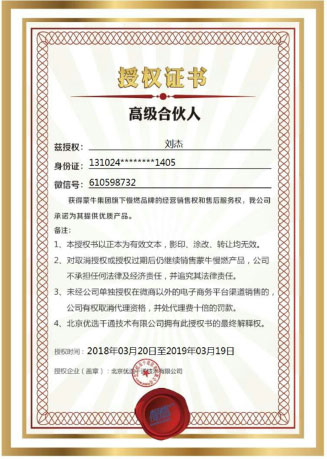 授权证书
高级合伙人
兹授权： 刘杰
身份证： 131024********1405
微信号： 610598732
获得蒙牛集团旗下慢燃品牌的经营销售权和售后服务权，我公司
承诺为其提供优质产品。
备注：
1、本授权书以正本为有效文本，影印、涂改、转让均无效。
2、对取消授权或授权过期后仍继续销售蒙牛慢燃产品，公司
不承担任何法律及经济责任，并追究其法律责任。
3、未经公司单独授权在微商以外的电子商务平台渠道销售的，
公司有权取消代理资格，并处代理费十倍的罚款。
4、北京优选千通技术有限公司拥有此授权书的最终解释权。
授权时间： 2018年03月20日至2019年03月19日
授权企业（盖章）：北京优选千通技术有限公司